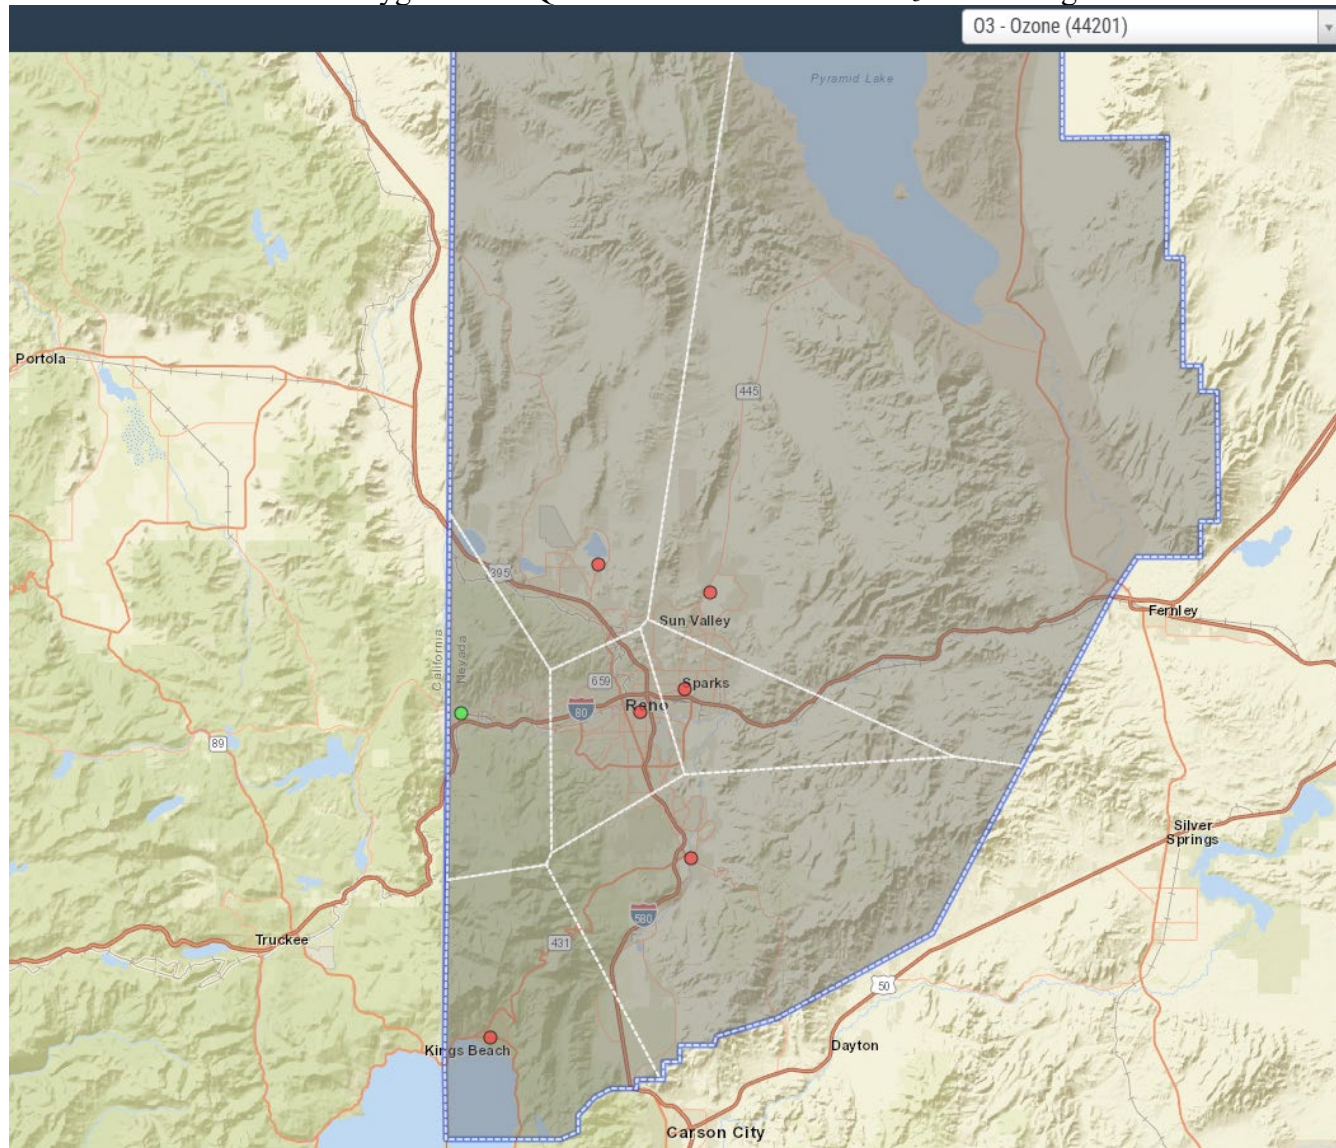 O3 - Ozone (44201)
Pyramid Lake
Portola
445
395
Sun Valley
Fernley
California
Nevada
659
Sparks
Reno
80
89
Silver
Springs
580
Truckee
431
50
Kings Beach
Dayton
Carson City